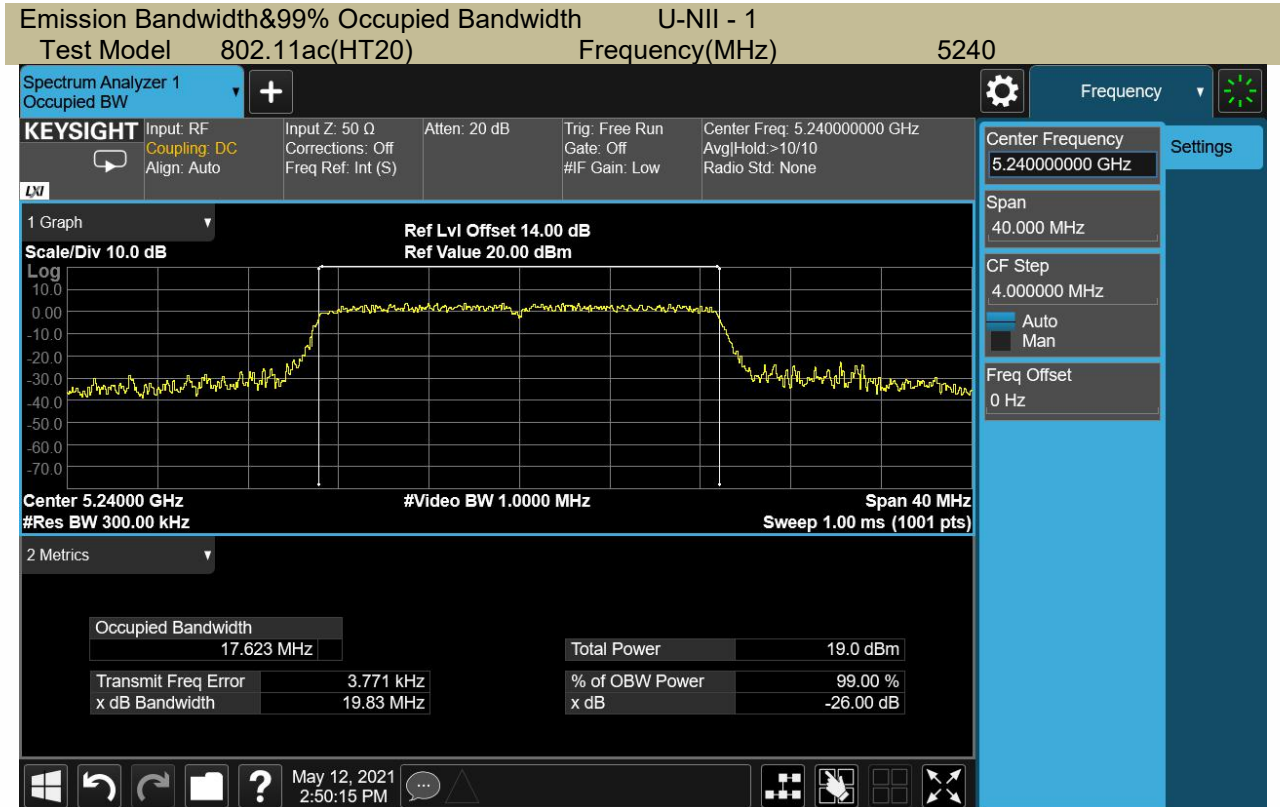 Emission Bandwidth&99% Occupied Bandwidth U-NII - 1
Test Model 802.11ac(HT20) Frequency(MHz) 5240
Spectrum Analyzer 1
Occupied BW
+
Frequency
KEYSIGHT
LXI
Input: RF
Coupling: DC
Align: Auto
Input Z: 50 Ω
Corrections: Off
Freq Ref: Int (S)
Atten: 20 dB
Trig: Free Run
Gate: Off
#IF Gain: Low
Center Freq: 5.240000000 GHz
Avg|Hold:>10/10
Radio Std: None
Center Frequency
5.240000000 GHz
Settings
Span
40.000 MHz
CF Step
4.000000 MHz
Auto
Man
Freq Offset
0 Hz
1 Graph
Scale/Div 10.0 dB
Ref Lvl Offset 14.00 dB
Ref Value 20.00 dBm
Log
10.0
0.00
-10.0
-20.0
-30.0
-40.0
-50.0
-60.0
-70.0
Center 5.24000 GHz
#Video BW 1.0000 MHz
Span 40 MHz
#Res BW 300.00 kHz
Sweep 1.00 ms (1001 pts)
2 Metrics
Occupied Bandwidth
17.623 MHz
Total Power 19.0 dBm
Transmit Freq Error 3.771 kHz
% of OBW Power 99.00 %
x dB Bandwidth 19.83 MHz
x dB -26.00 dB
?
May 12, 2021
2:50:15 PM